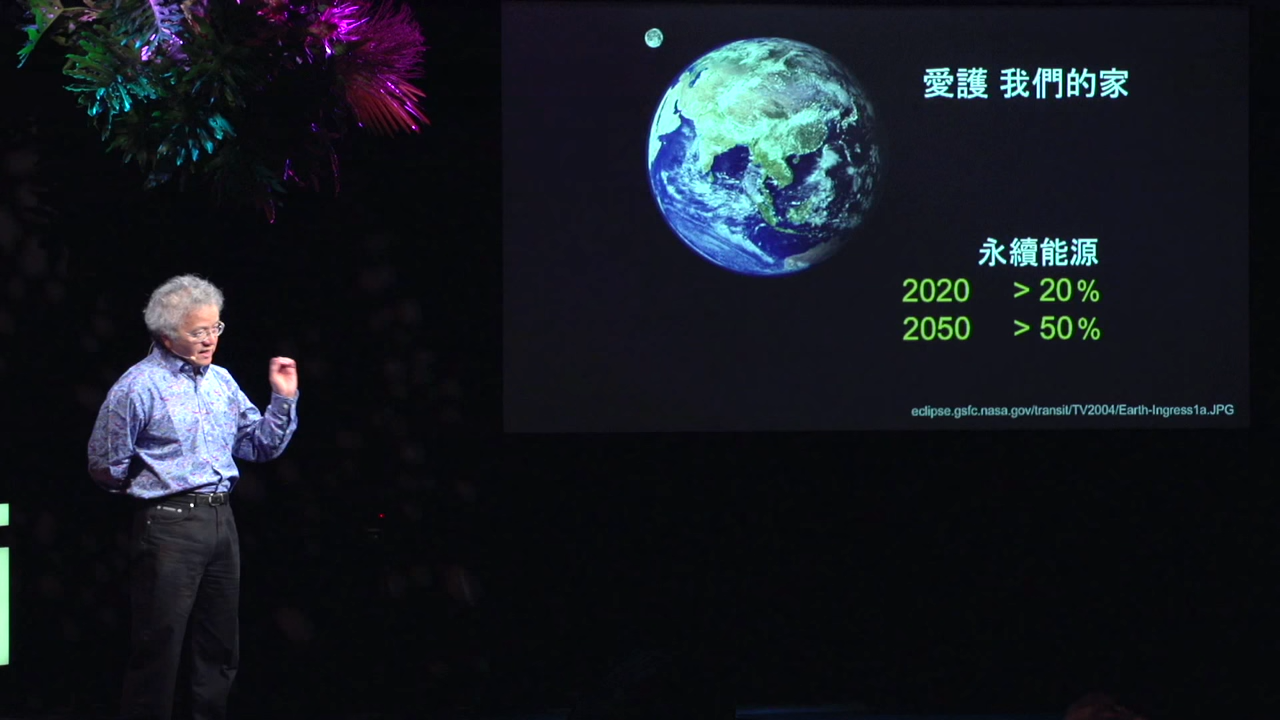 愛護 我們的家
永續能源
2020 > 20%
2050 > 50%
eclipse.gsfc.nasa.gov/transit/TV2004/Earth-Ingress1a.JPG
i